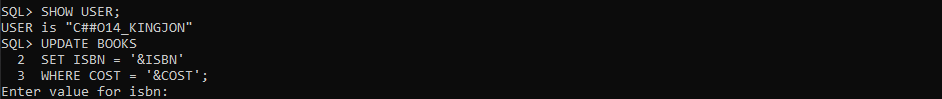 SQL> SHOW USER;
USER is "C##O14_KINGJON"
SQL> UPDATE BOOKS
2 SET ISBN = '&ISBN'
3 WHERE COST = '&COST';
Enter value for isbn: